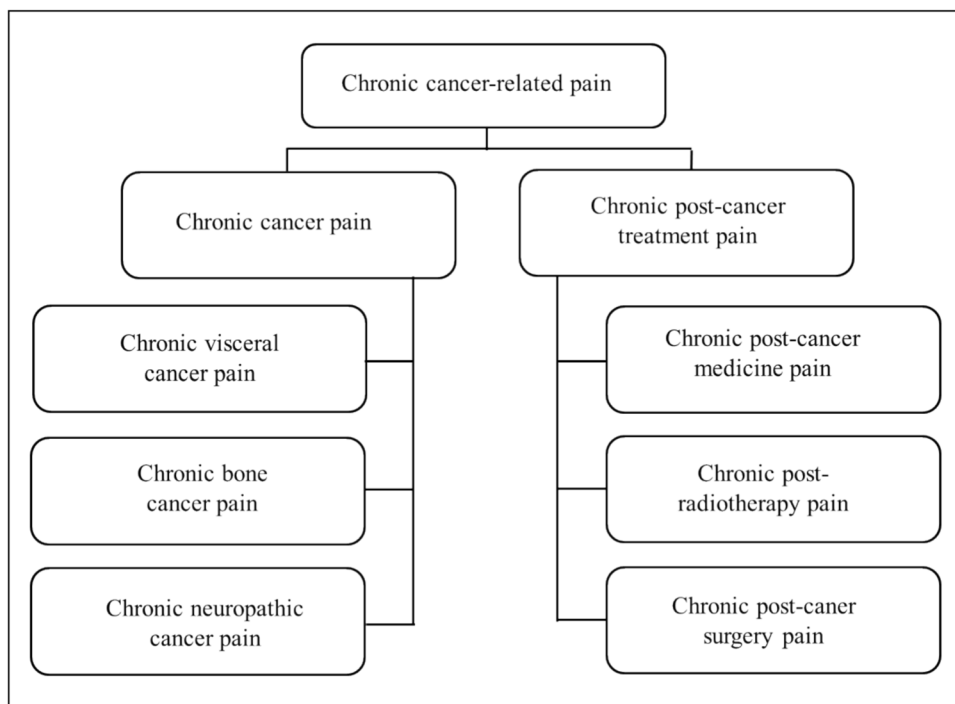 Chronic cancer-related pain
Chronic cancer pain
Chronic post-cancer
treatment pain
Chronic visceral
cancer pain
Chronic post-cancer
medicine pain
Chronic bone
cancer pain
Chronic post-
radiotherapy pain
Chronic neuropathic
cancer pain
Chronic post-caner
surgery pain